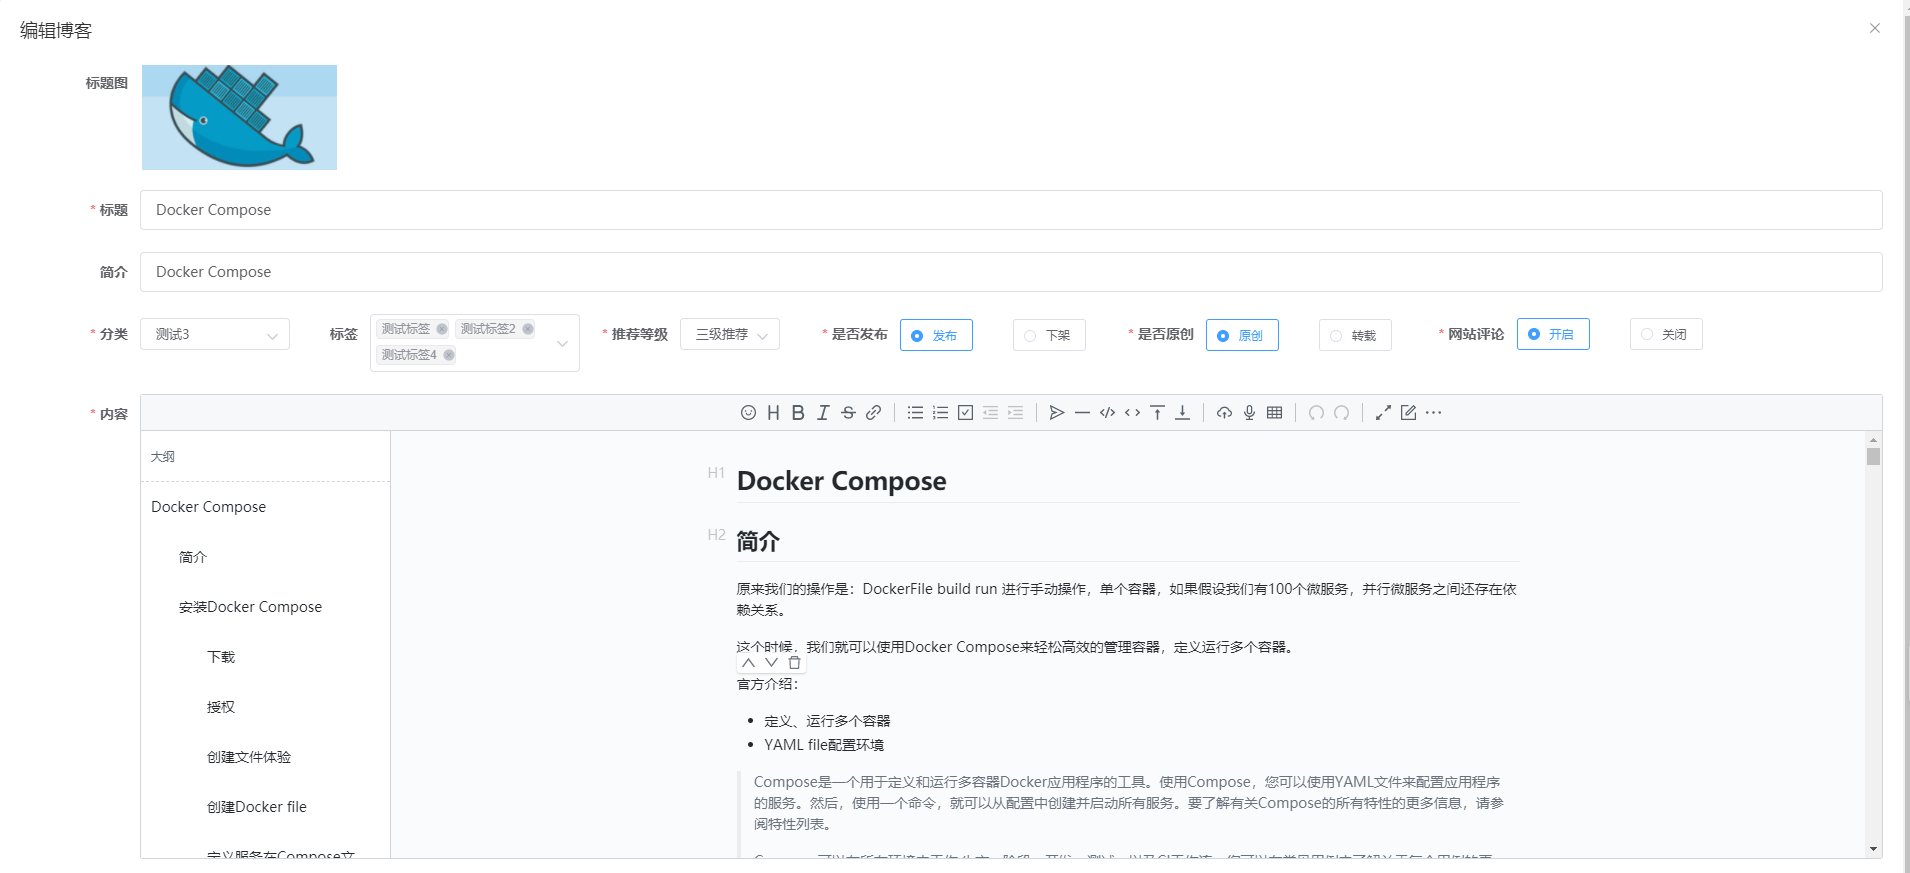 编辑博客
标题图
* 标题 Docker Compose
简介 Docker Compose
* 分类 测试3 标签 测试标签 测试标签2 测试标签4 * 推荐等级 三级推荐 * 是否发布 发布 下架 * 是否原创 原创 转载 * 网站评论 开启 关闭
* 内容
大纲
Docker Compose
简介
安装Docker Compose
下载
授权
创建文件体验
创建Docker file
定义服务在Compose文
H1 Docker Compose
H2 简介
原来我们的操作是：DockerFile build run 进行手动操作，单个容器，如果假设我们有100个微服务，并行微服务之间还存在依
赖关系。
这个时候，我们就可以使用Docker Compose来轻松高效的管理容器，定义运行多个容器。
官方介绍：
• 定义、运行多个容器
• YAML file配置环境
Compose是一个用于定义和运行多容器Docker应用程序的工具。使用Compose，您可以使用YAML文件来配置应用程序
的服务。然后，使用一个命令，就可以从配置中创建并启动所有服务。要了解有关Compose的所有特性的更多信息，请参
阅特性列表。